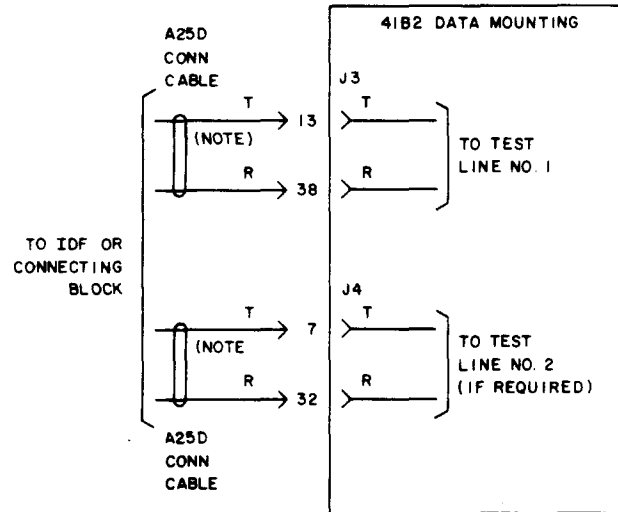 A25D
CONN
CABLE
41B2 DATA MOUNTING
J3
T 13 T
(NOTE)
R 38 R
TO TEST
LINE NO. 1
TO IDF OR
CONNECTING
BLOCK
J4
T 7 T
(NOTE
R 32 R
TO TEST
LINE NO. 2
(IF REQUIRED)
A25D
CONN
CABLE